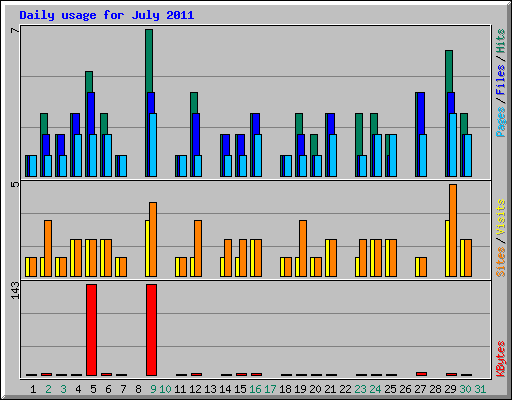 Daily usage for July 2011
7
5
143
Pages / Files / Hits
Sites / Visits
KBytes
1 2 3 4 5 6 7 8 9 10 11 12 13 14 15 16 17 18 19 20 21 22 23 24 25 26 27 28 29 30 31